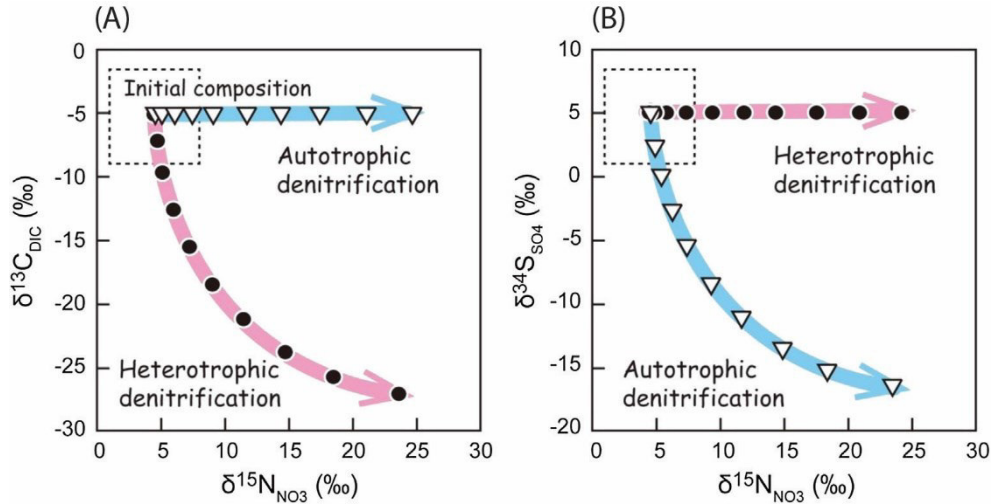 (A)
0
-5
-10
-15
-20
-25
-30
δ13CDIC (‰)
Initial composition
Autotrophic
denitrification
Heterotrophic
denitrification
0
5
10
15
20
25
30
δ15NNO3 (‰)
(B)
10
5
0
-5
-10
-15
-20
δ34SSO4 (‰)
Heterotrophic
denitrification
Autotrophic
denitrification
0
5
10
15
20
25
30
δ15NNO3 (‰)